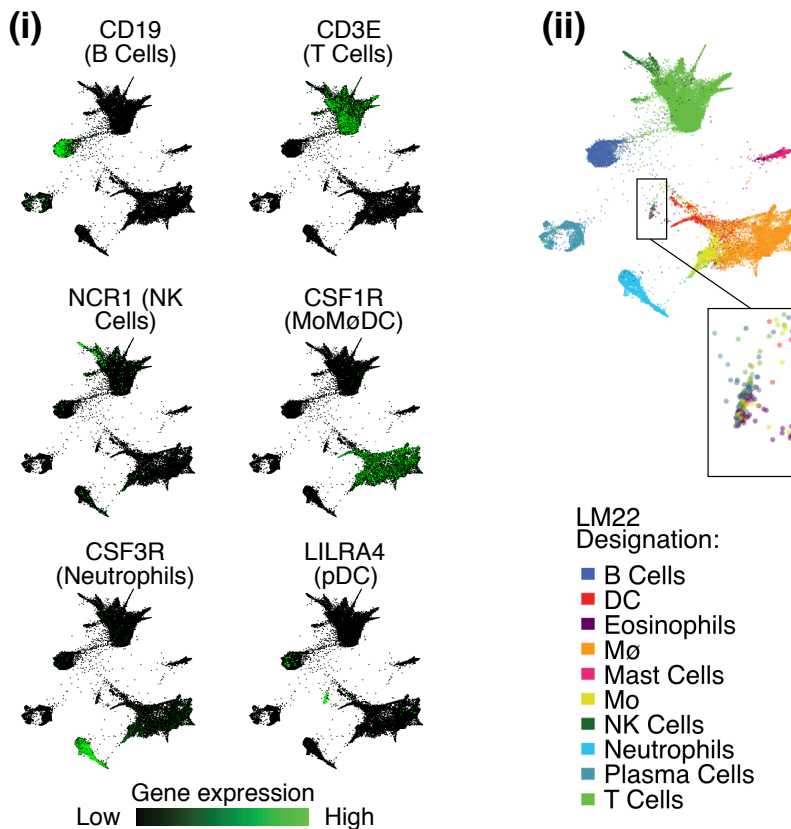 (i)
CD19
(B Cells)
CD3E
(T Cells)
NCR1 (NK
Cells)
CSF1R
(MoMøDC)
CSF3R
(Neutrophils)
LILRA4
(pDC)
Gene expression
Low
High
(ii)
LM22
Designation:
B Cells
DC
Eosinophils
Mø
Mast Cells
Mo
NK Cells
Neutrophils
Plasma Cells
T Cells